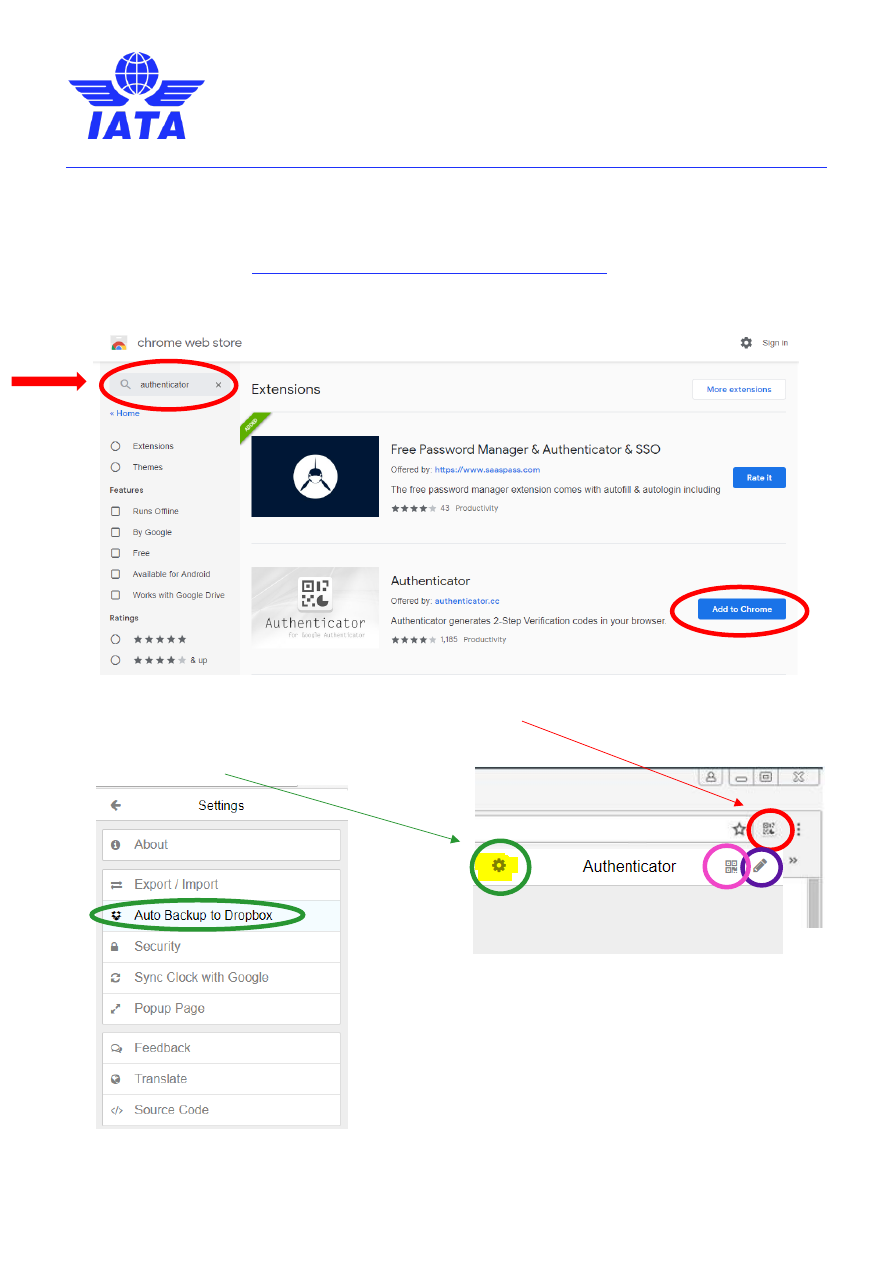 IATA
chrome web store
Sign in
authenticator
×
Extensions
More extensions
« Home
ADDED
Extensions
Themes
Features
Runs Offline
By Google
Free
Available for Android
Works with Google Drive
Ratings
& up
Free Password Manager & Authenticator & SSO
Offered by: https://www.saaspass.com
The free password manager extension comes with autofill & autologin including
43 Productivity
Rate it
Authenticator
for Google Authenticator
Authenticator
Offered by: authenticator.cc
Authenticator generates 2-Step Verification codes in your browser.
1,185 Productivity
Add to Chrome
Settings
About
Export / Import
Auto Backup to Dropbox
Security
Sync Clock with Google
Popup Page
Feedback
Translate
Source Code
Authenticator
»